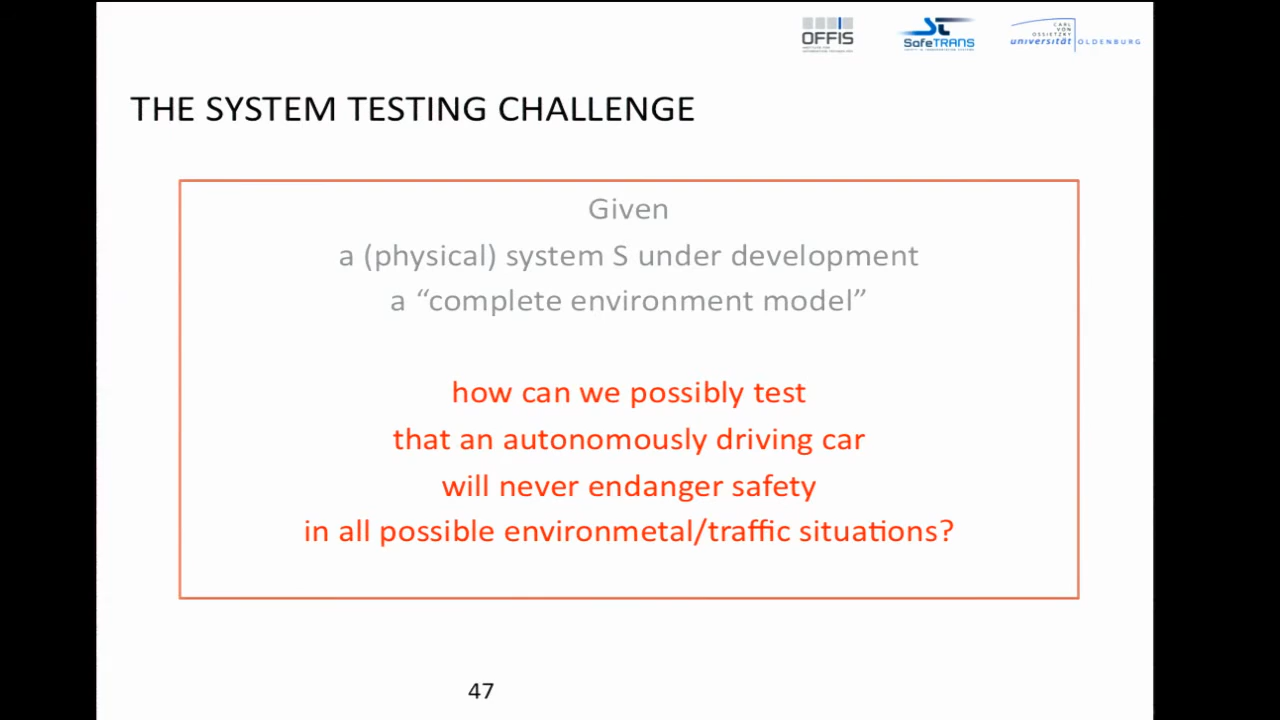 OFFIS
SafeTRANS
CARL
VON
OSSIETZKY
universität OLDENBURG
THE SYSTEM TESTING CHALLENGE
Given
a (physical) system S under development
a “complete environment model”
how can we possibly test
that an autonomously driving car
will never endanger safety
in all possible environmetal/traffic situations?
47